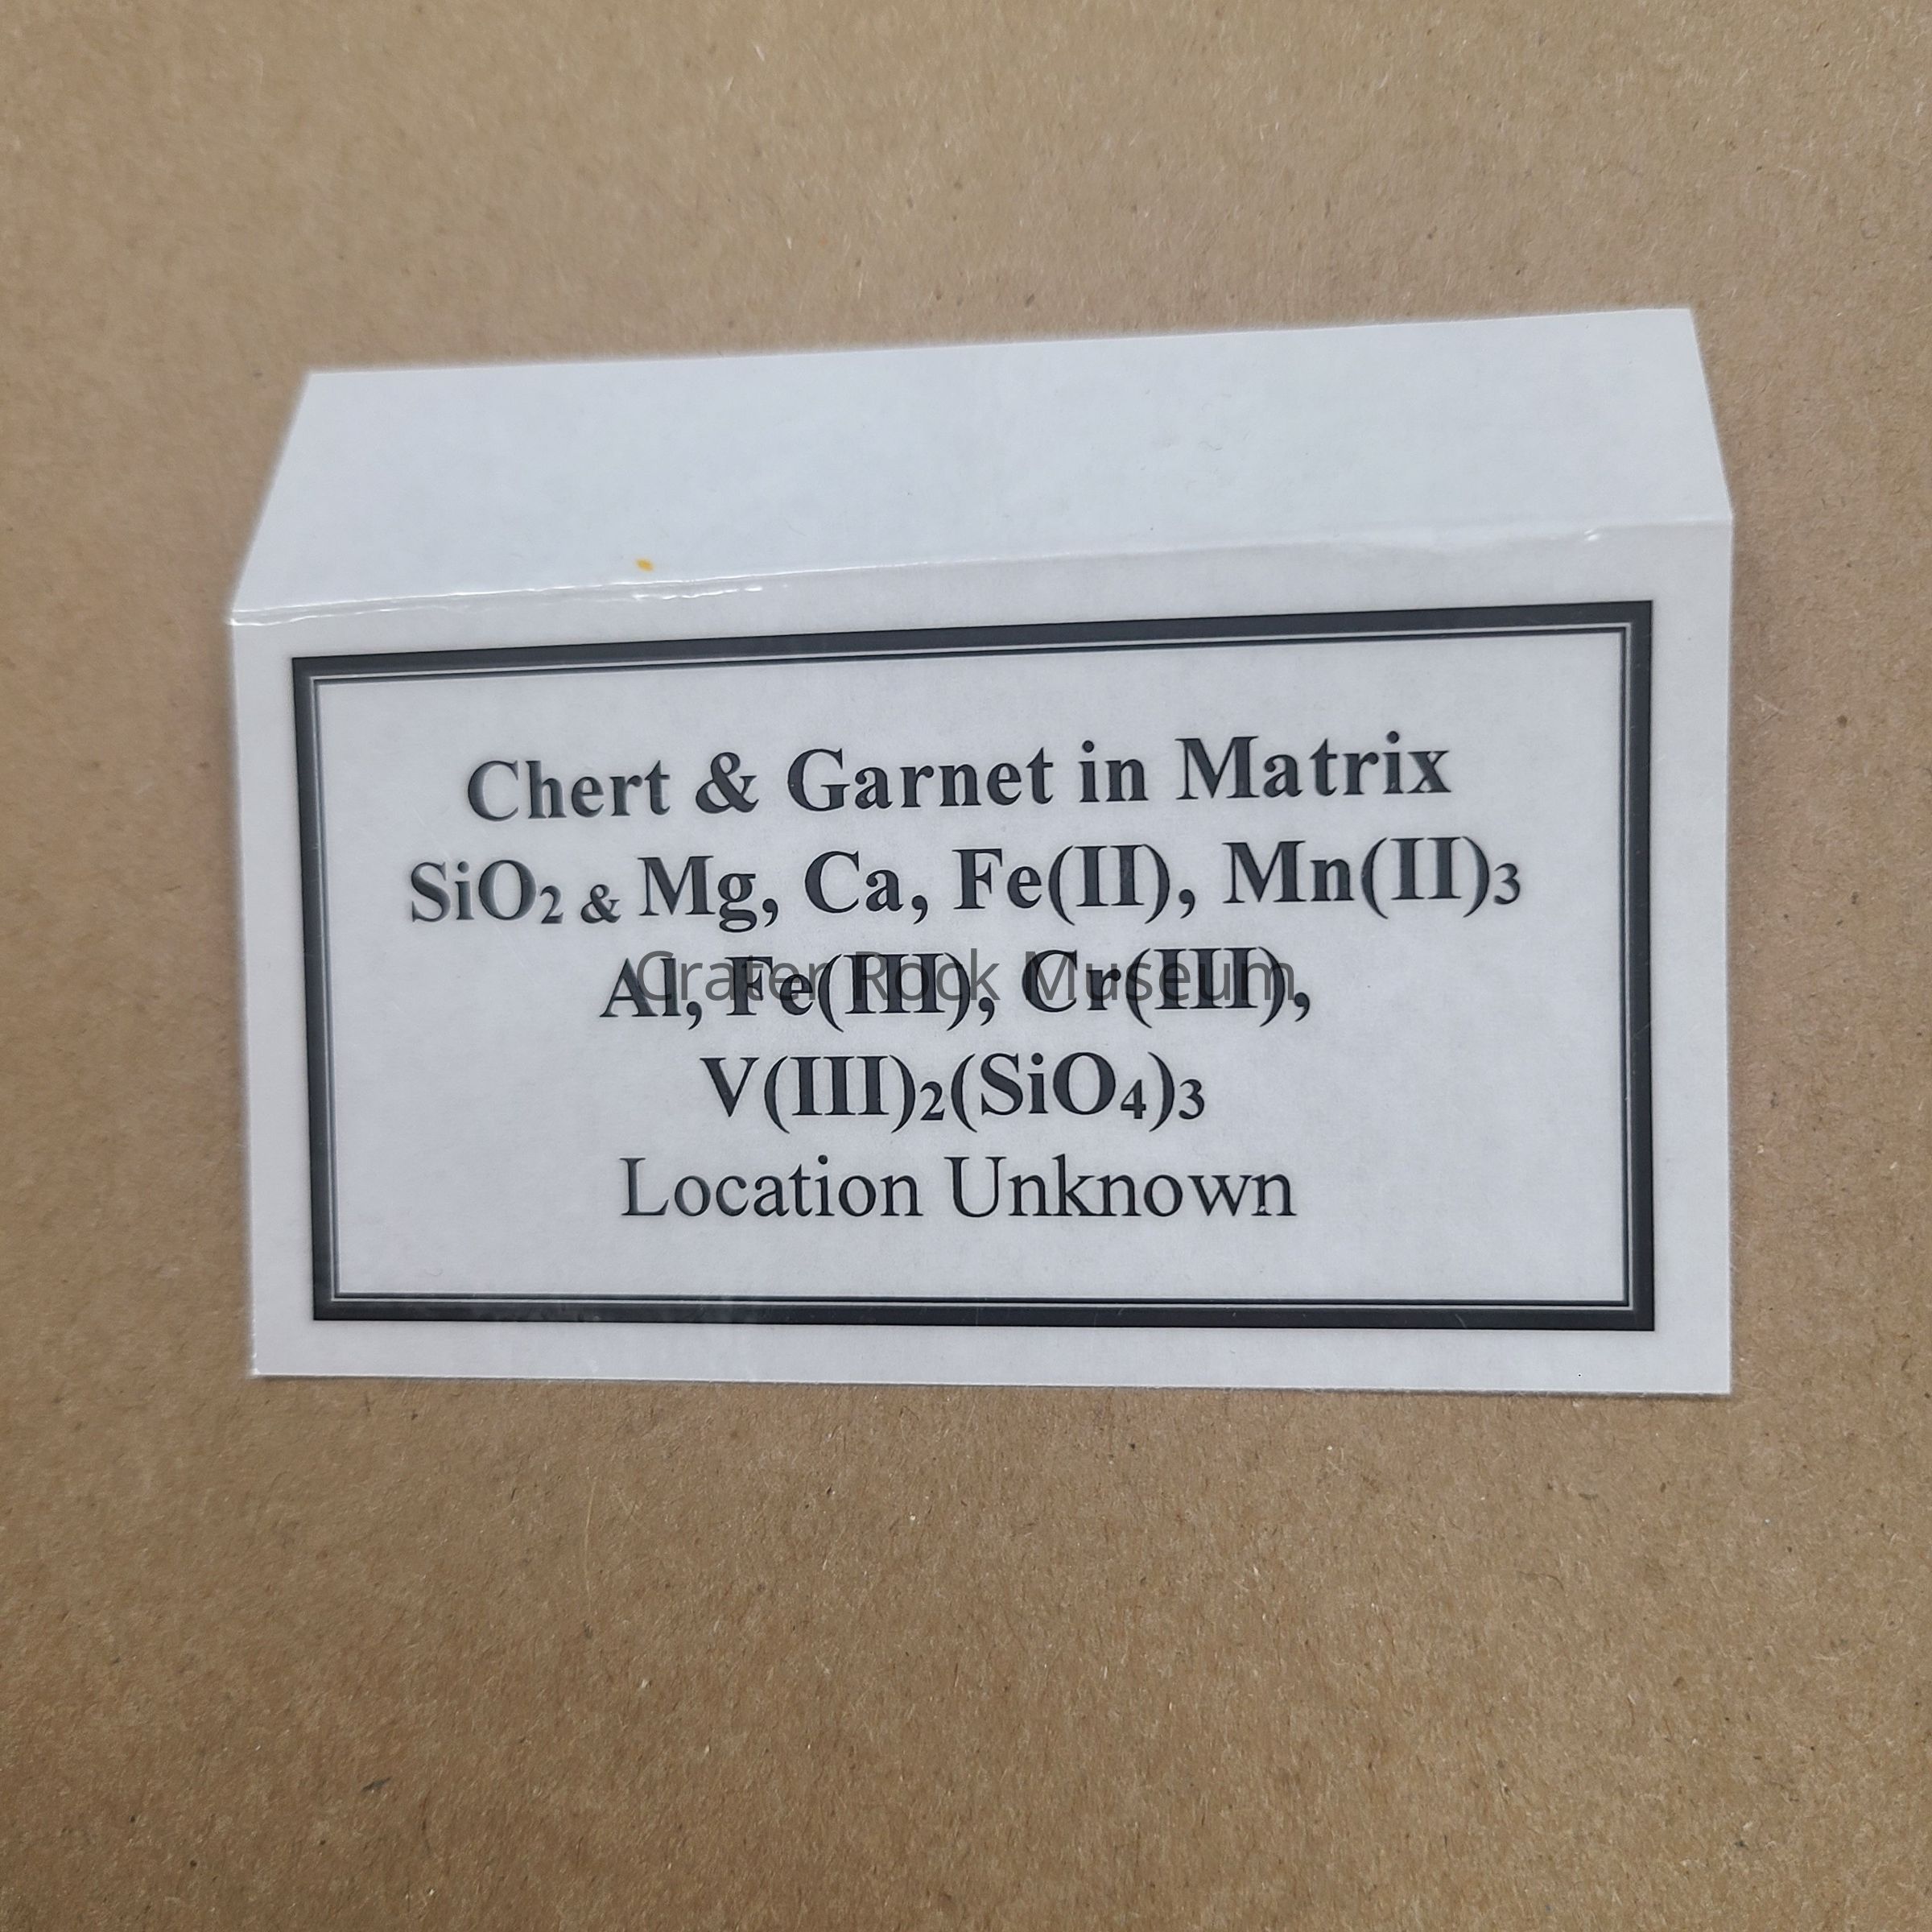 Chert & Garnet in Matrix
SiO₂ & Mg, Ca, Fe(II), Mn(II)₃
Al, Fe(III), Cr(III),
Crater Rock Museum
V(III)₂(SiO₄)₃
Location Unknown